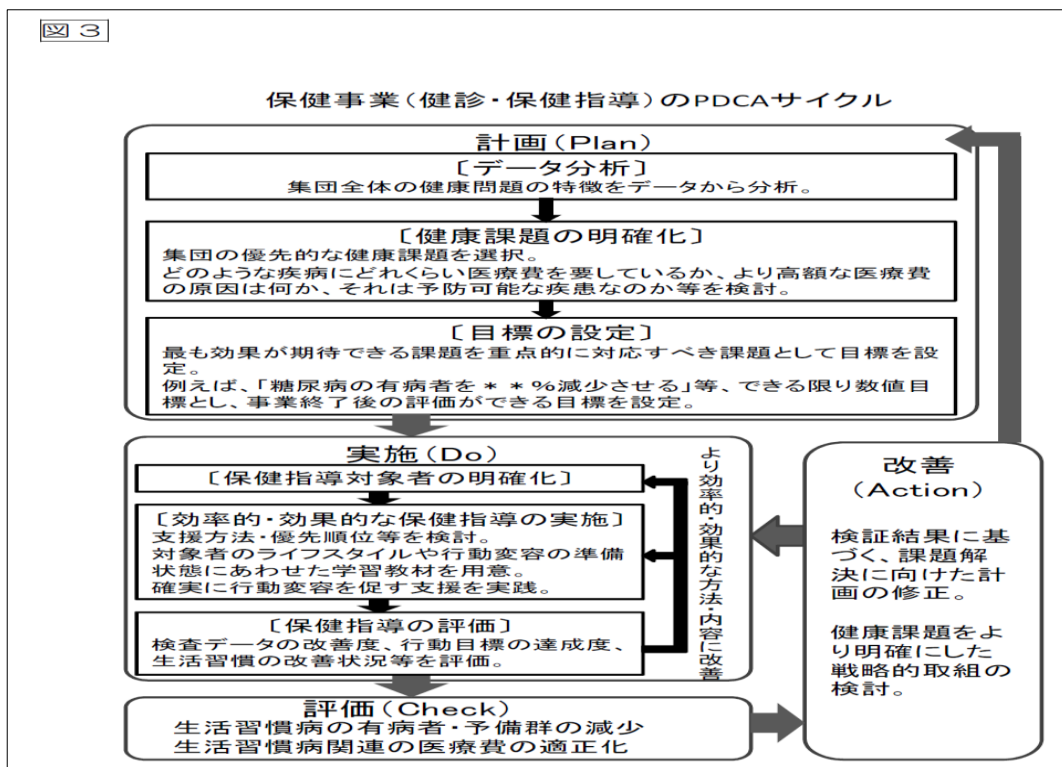 図３
保健事業(健診・保健指導)のPDCAサイクル
計画(Plan)
［データ分析］
集団全体の健康問題の特徴をデータから分析。
［健康課題の明確化］
集団の優先的な健康課題を選択。
どのような疾病にどれくらい医療費を要しているか、より高額な医療費
の原因は何か、それは予防可能な疾患なのか等を検討。
［目標の設定］
最も効果が期待できる課題を重点的に対応すべき課題として目標を設
定。
例えば、「糖尿病の有病者を＊＊％減少させる」等、できる限り数値目
標とし、事業終了後の評価ができる目標を設定。
実施(Do)
［保健指導対象者の明確化］
［効率的・効果的な保健指導の実施］
支援方法・優先順位等を検討。
対象者のライフスタイルや行動変容の準備
状態にあわせた学習教材を用意。
確実に行動変容を促す支援を実践。
［保健指導の評価］
検査データの改善度、行動目標の達成度、
生活習慣の改善状況等を評価。
より効率的・効果的な方法・内容に改善
評価(Check)
生活習慣病の有病者・予備群の減少
生活習慣病関連の医療費の適正化
改善
(Action)
検証結果に基
づく、課題解
決に向けた計
画の修正。
健康課題をよ
り明確にした
戦略的取組の
検討。